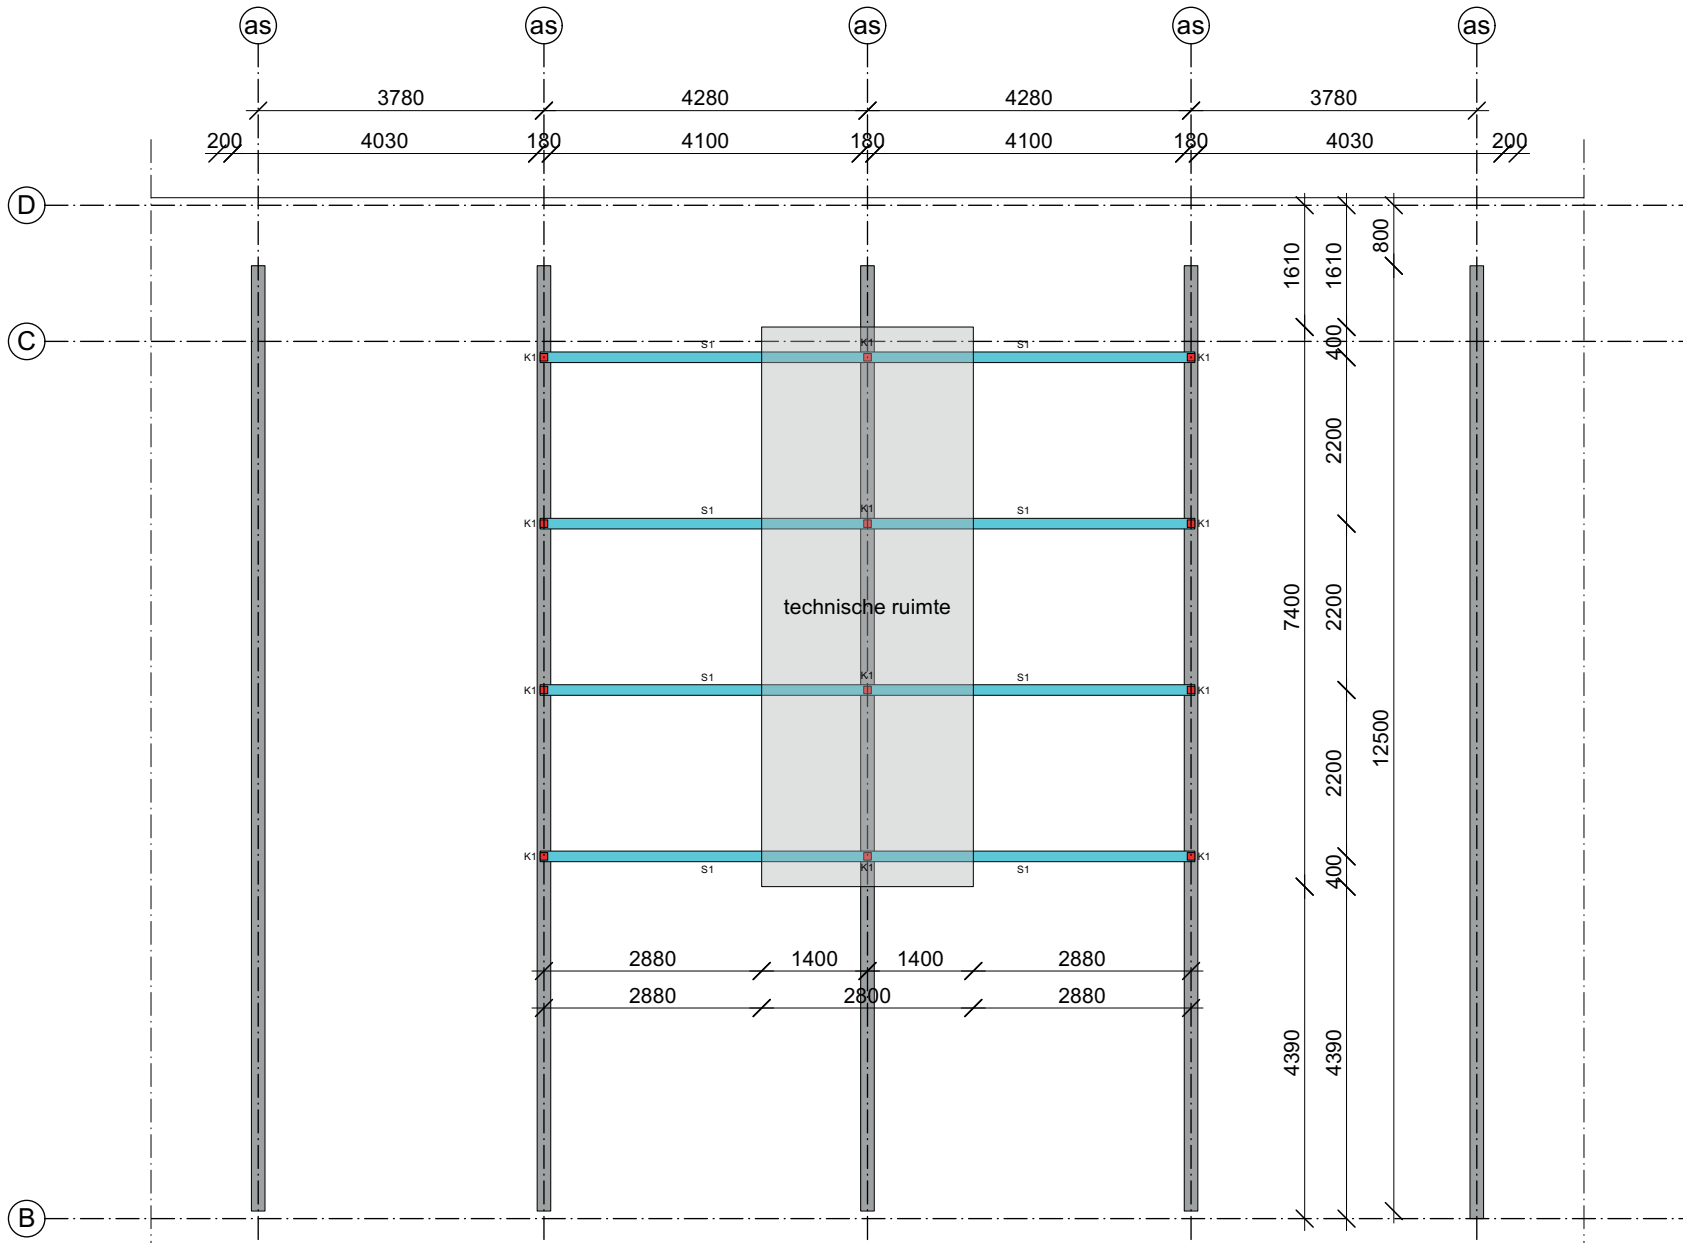 as as as as as
3780 4280 4280 3780
200 4030 180 4100 180 4100 180 4030 200
D
1610 1610 800
C
S1 K1 S1
K1 K1
400
2200
S1 K1 S1
K1 K1
technische ruimte
7400 2200
S1 K1 S1
K1 K1
12500
2200
K1 K1
S1 K1 S1
400
2880 1400 1400 2880
2880 2800 2880
4390 4390
B